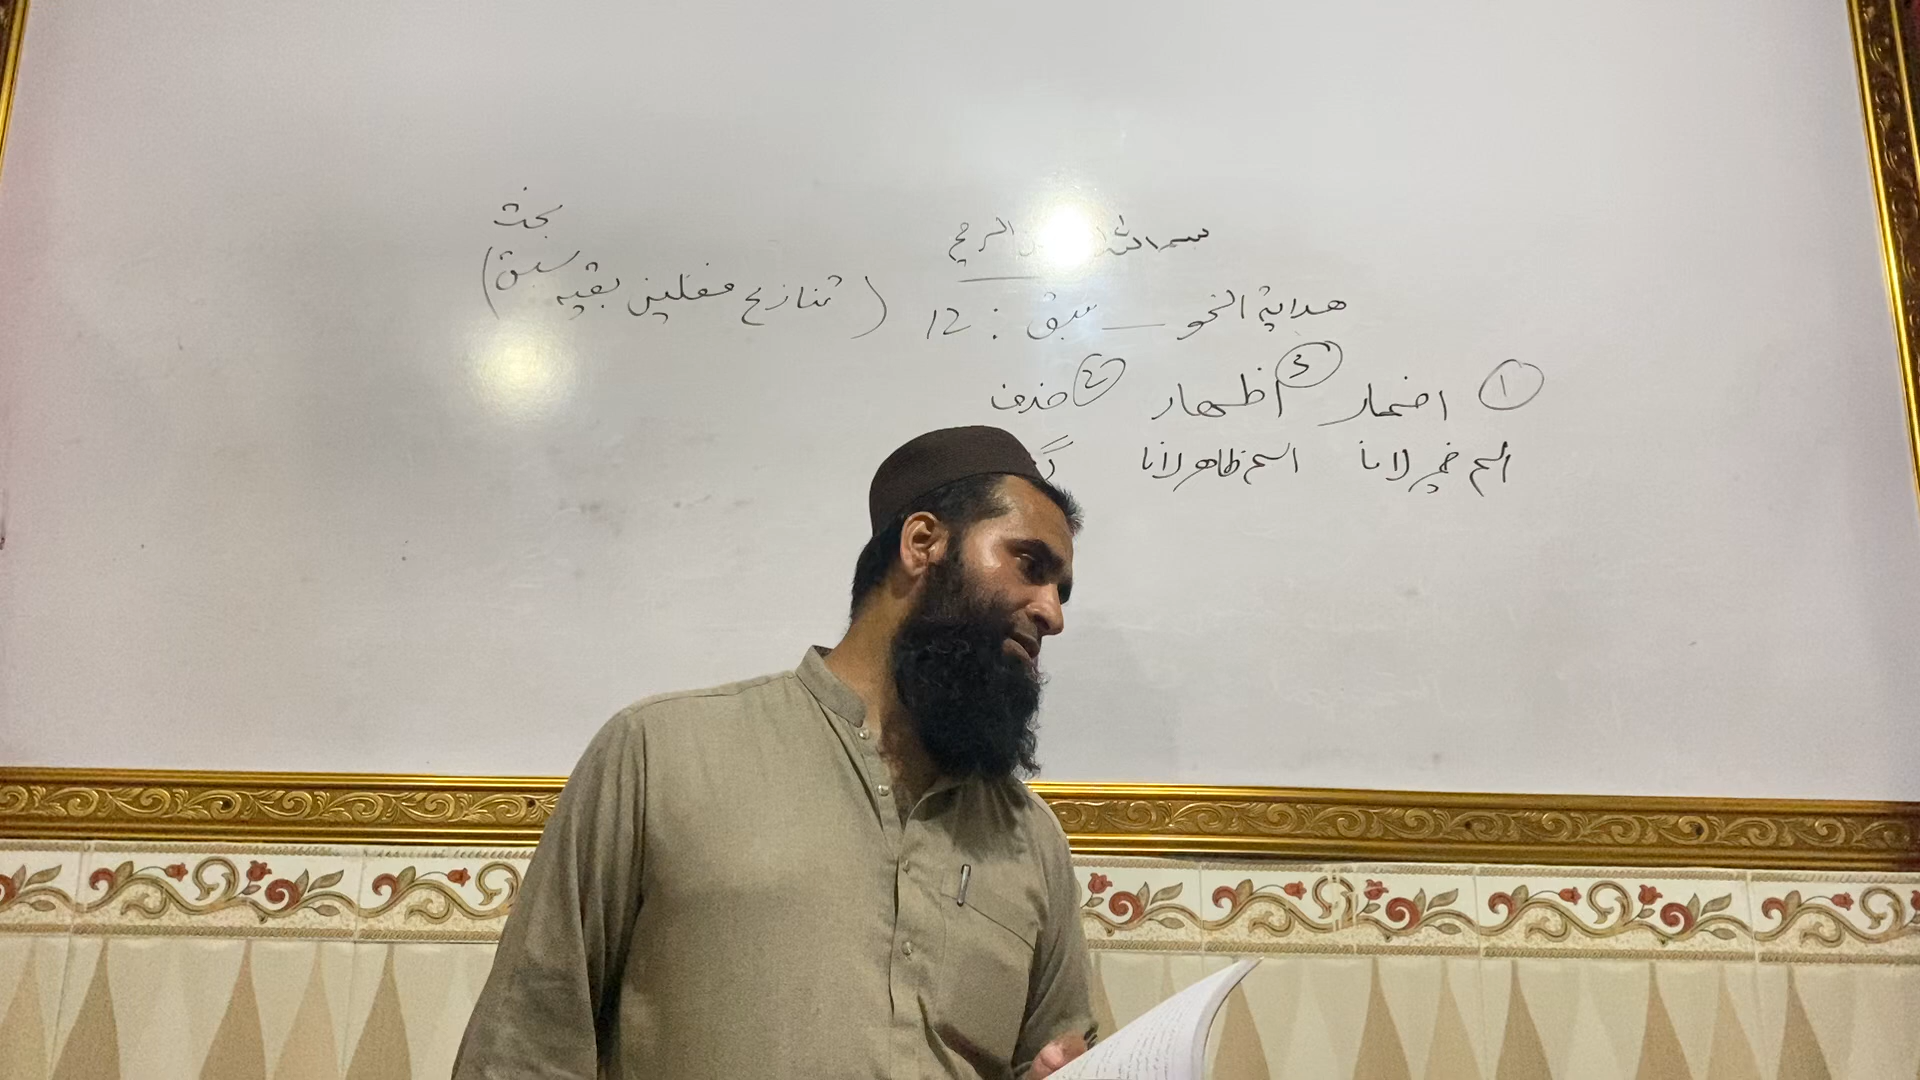 بسم اللہ الرحمن الرحیم
ھدایة النحو — سبق : 12 ( تنازع فعلین بقیہ سبق )
بحث
① اضمار ③ اظہار ② حذف
اسم ضمیر لانا اسم ظاہر لانا